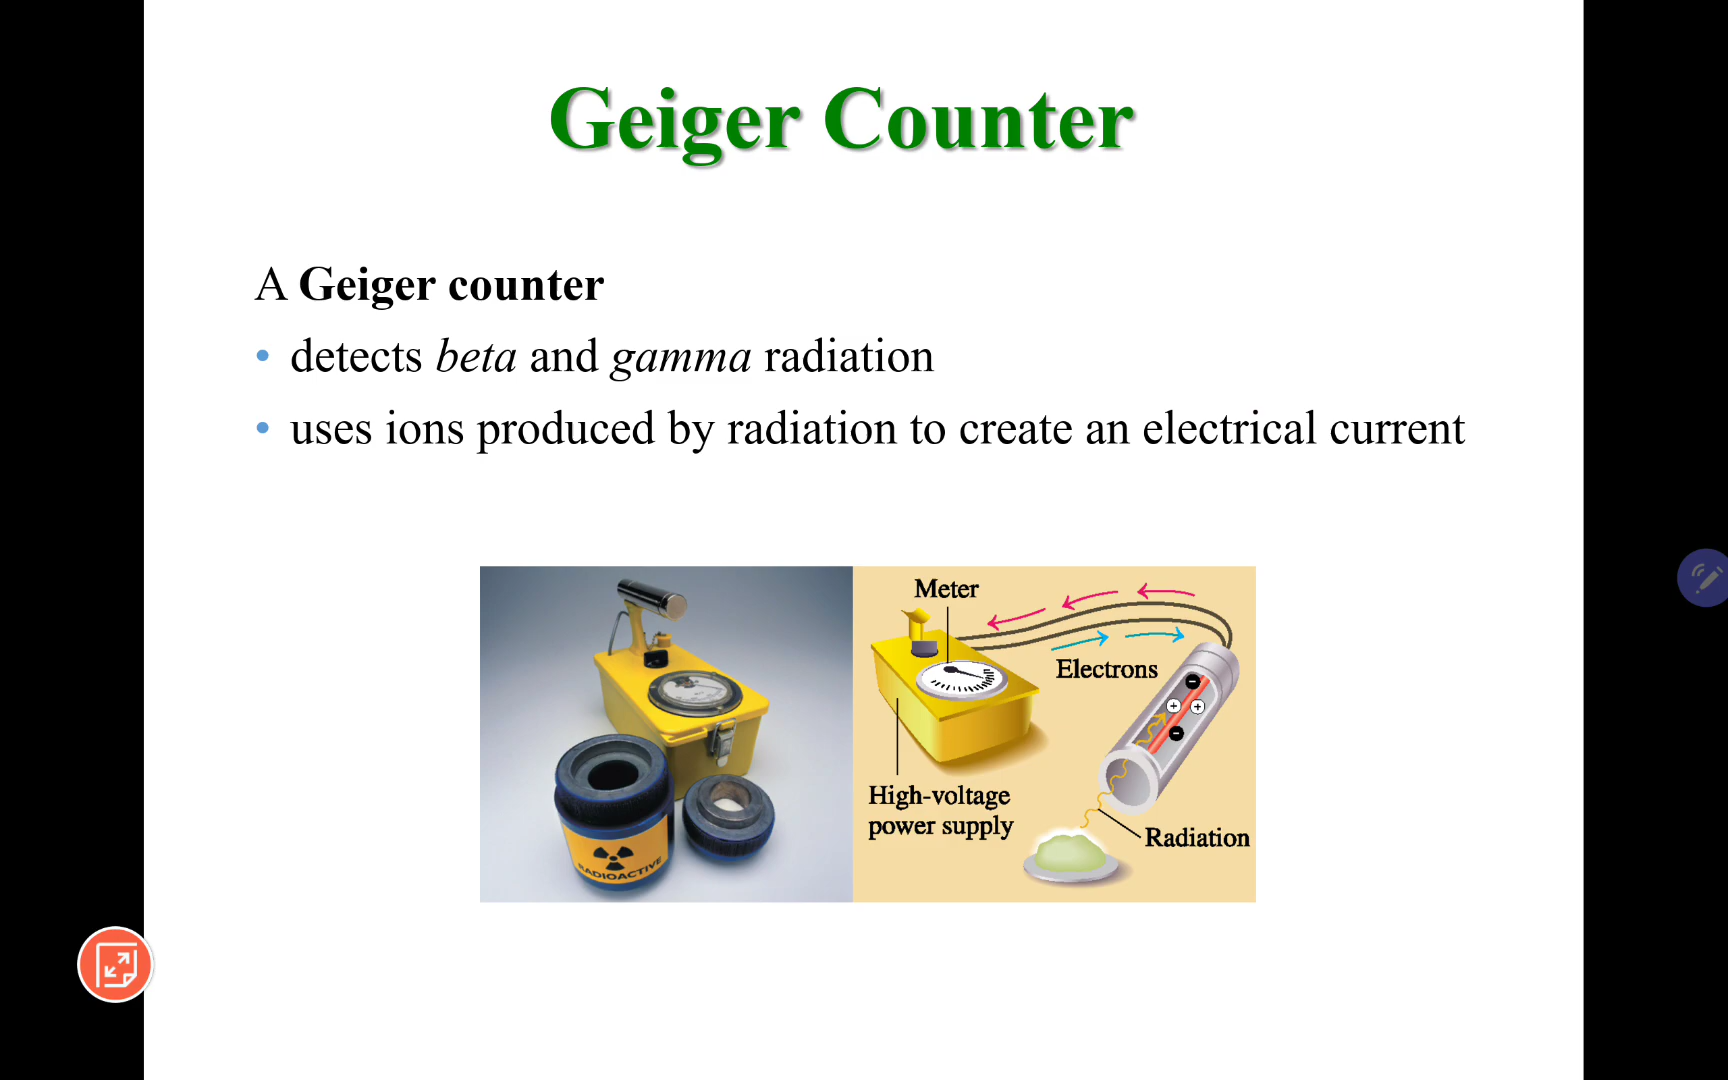 Geiger Counter
A Geiger counter
• detects beta and gamma radiation
• uses ions produced by radiation to create an electrical current
Meter
Electrons
High-voltage
power supply
Radiation
RADIOACTIVE